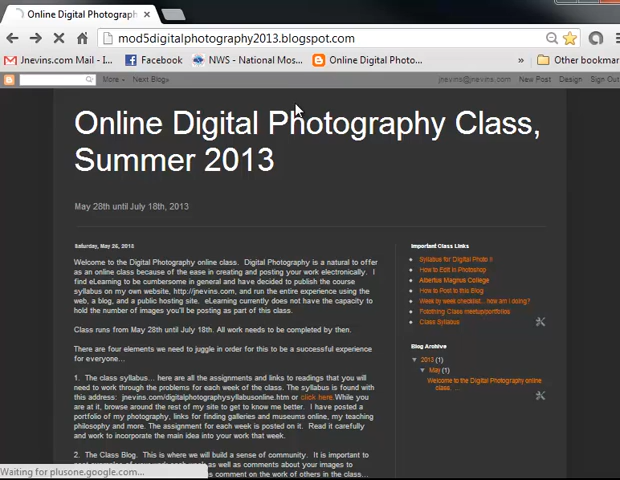 Online Digital Photography
mod5digitalphotography2013.blogspot.com
Jnevins.com Mail - I... Facebook NWS - National Mos... Online Digital Photo... » Other bookmar
More Next Blog» jnevins@jnevins.com New Post Design Sign Out
Online Digital Photography Class,
Summer 2013
May 28th until July 18th, 2013
Saturday, May 25, 2013
Welcome to the Digital Photography online class. Digital Photography is a natural to offer
as an online class because of the ease in creating and posting your work electronically. I
find eLearning to be cumbersome in general and have decided to publish the course
syllabus on my own website, http://jnevins.com, and run the entire experience using the
web, a blog, and a public hosting site. eLearning currently does not have the capacity to
hold the number of images you'll be posting as part of this class.
Class runs from May 28th until July 18th. All work needs to be completed by then.
There are four elements we need to juggle in order for this to be a successful experience
for everyone...
1. The class syllabus... here are all the assignments and links to readings that you will
need to work through the problems for each week of the class. The syllabus is found with
this address: jnevins.com/digitalphotographysyllabusonline.htm or click here.While you
are at it, browse around the rest of my site to get to know me better. I have posted a
portfolio of my photography, links for finding galleries and museums online, my teaching
philosophy and more. The assignment for each week is posted on it. Read it carefully
and work to incorporate the main idea into your work that week.
2. The Class Blog. This is where we will build a sense of community. It is important to
as well as comments about your images to
comment on the work of others in the class...
Important Class Links
Syllabus for Digital Photo II
How to Edit in Photoshop
Albertus Magnus College
How to Post to this Blog
Week by week checklist... how am I doing?
Class Syllabus
Blog Archive
▼ 2013 (1)
▼ May (1)
Welcome to the Digital Photography online
class. ...
Waiting for plusone.google.com...